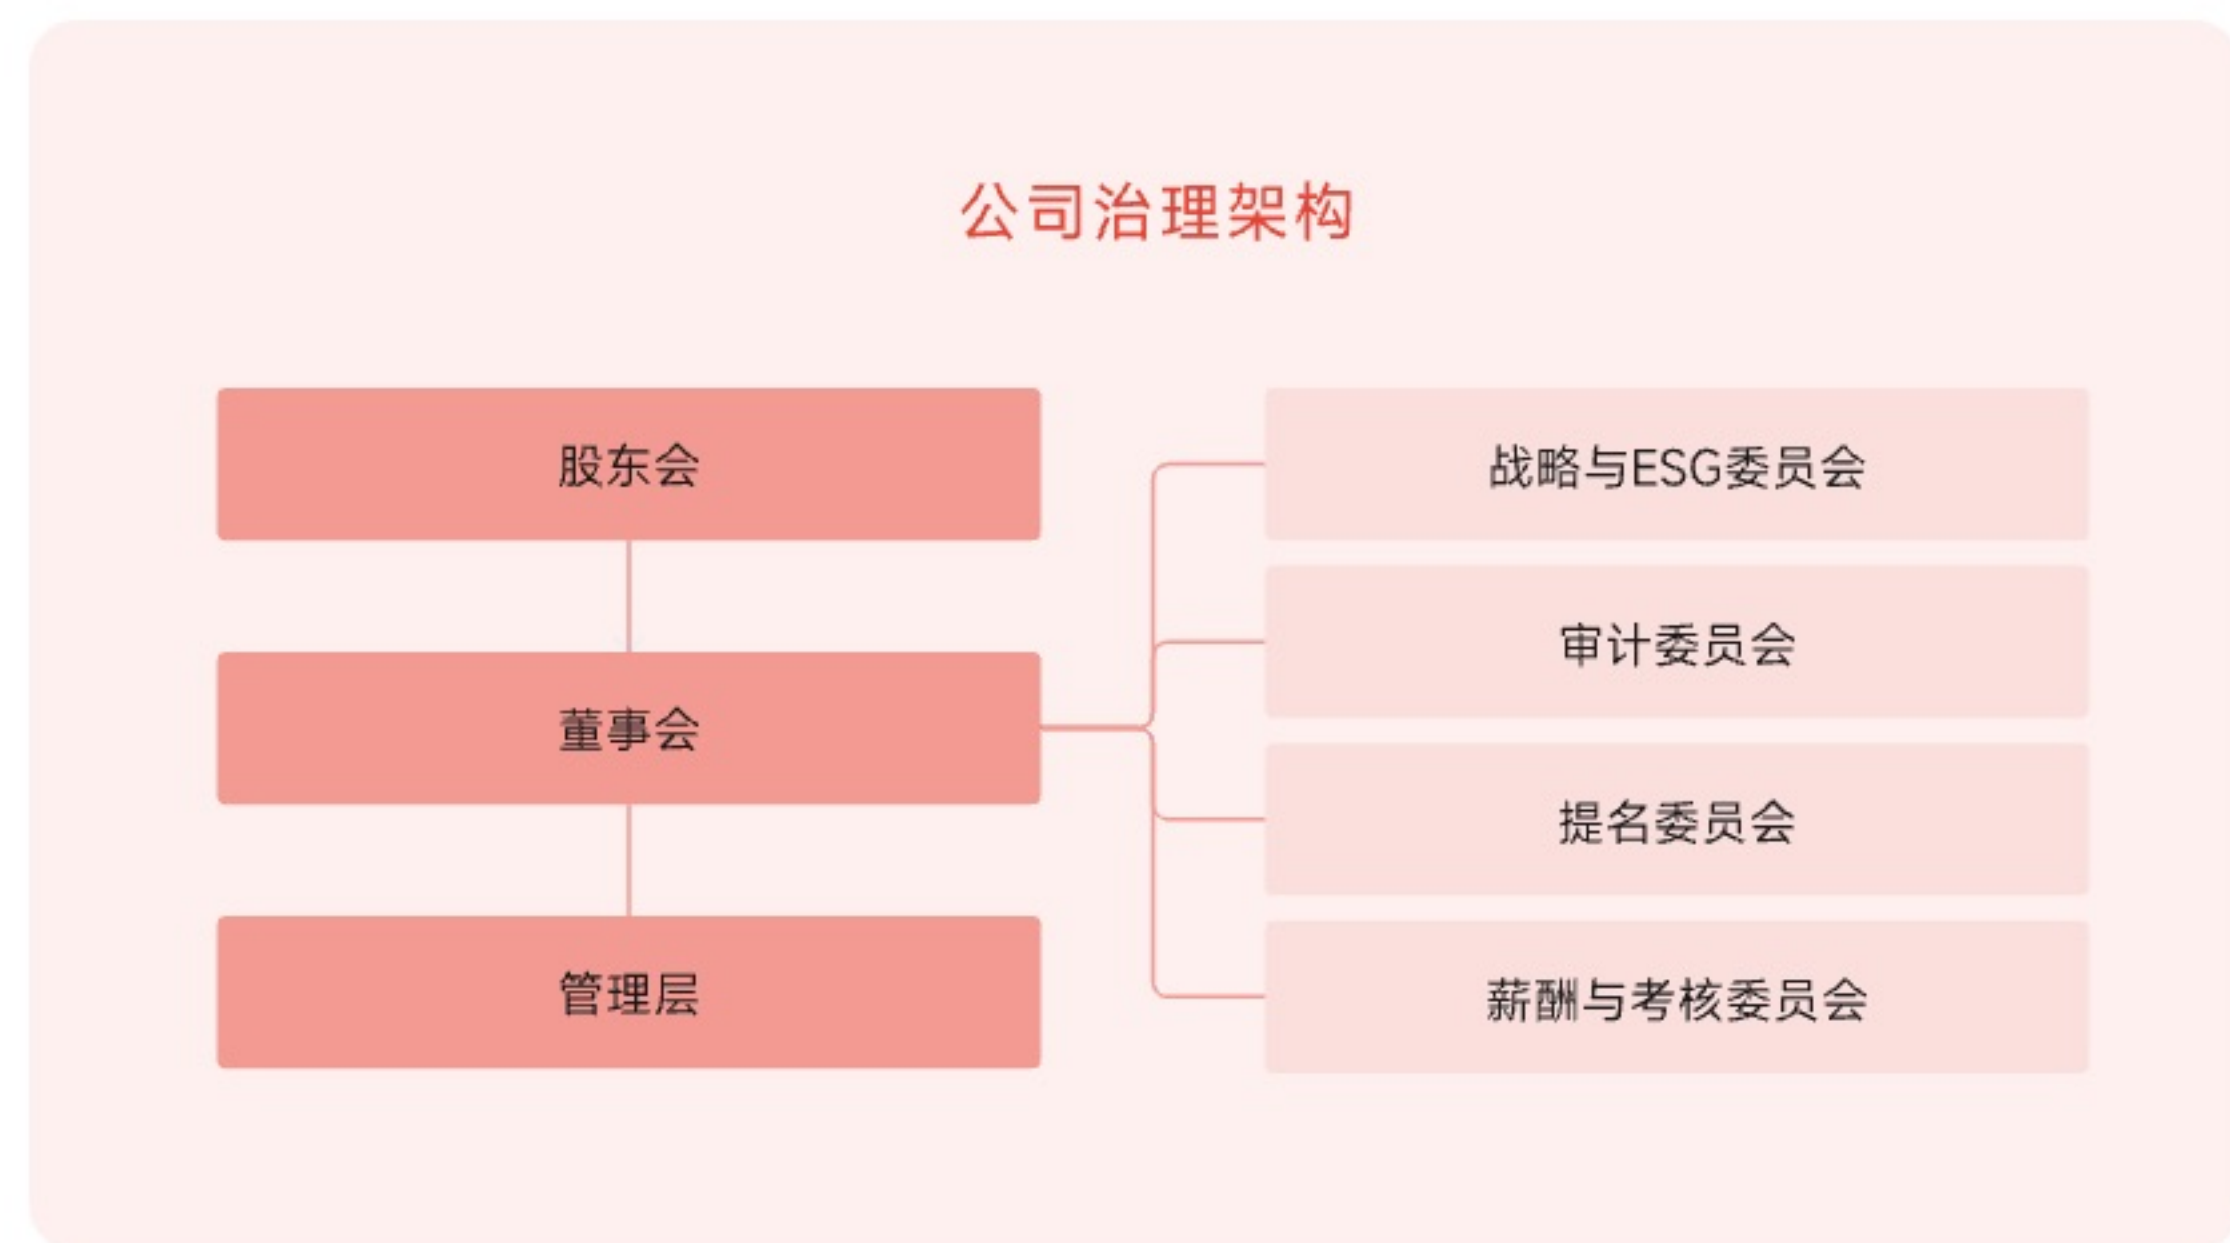 公司治理架构
股东会
董事会
管理层
战略与ESG委员会
审计委员会
提名委员会
薪酬与考核委员会